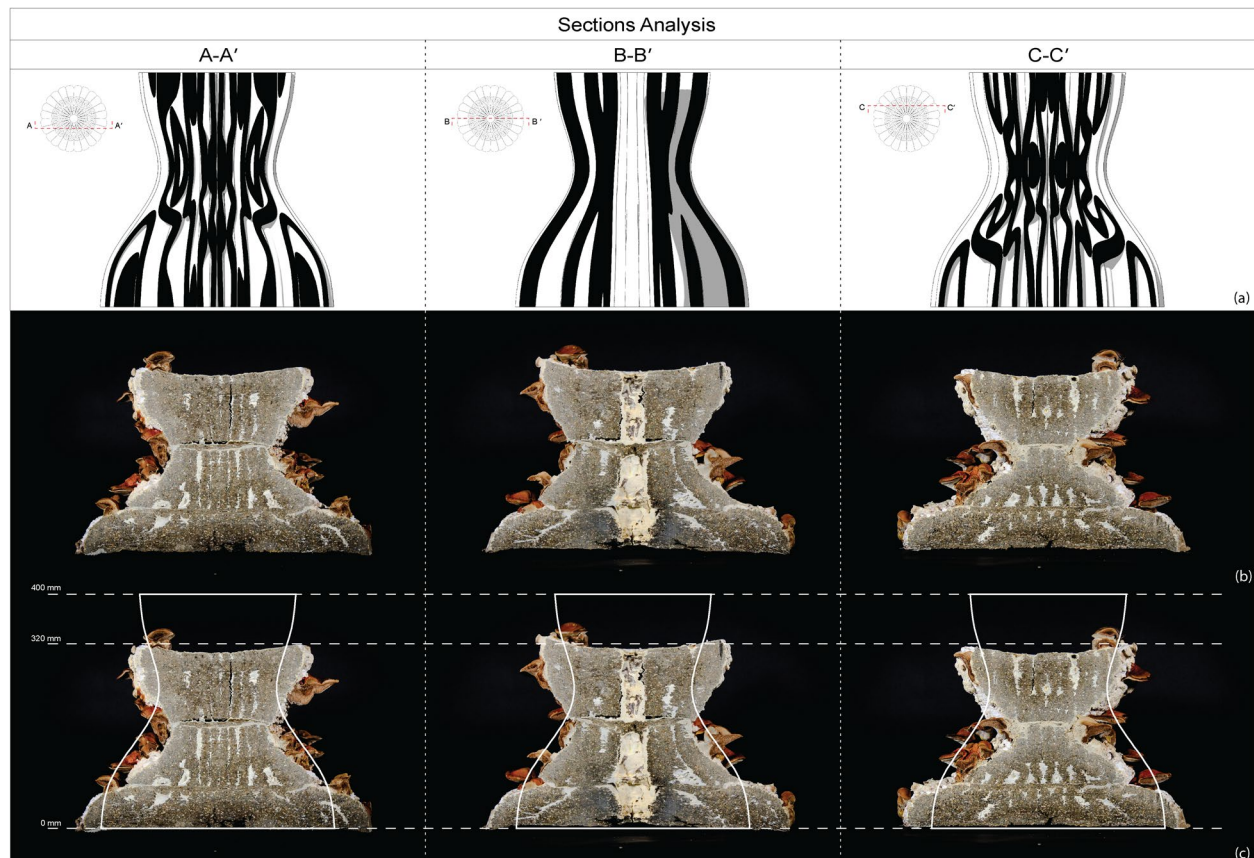 Sections Analysis
A-A′
B-B′
C-C′
A A′
B B′
C C′
(a)
(b)
400 mm
320 mm
0 mm
(c)